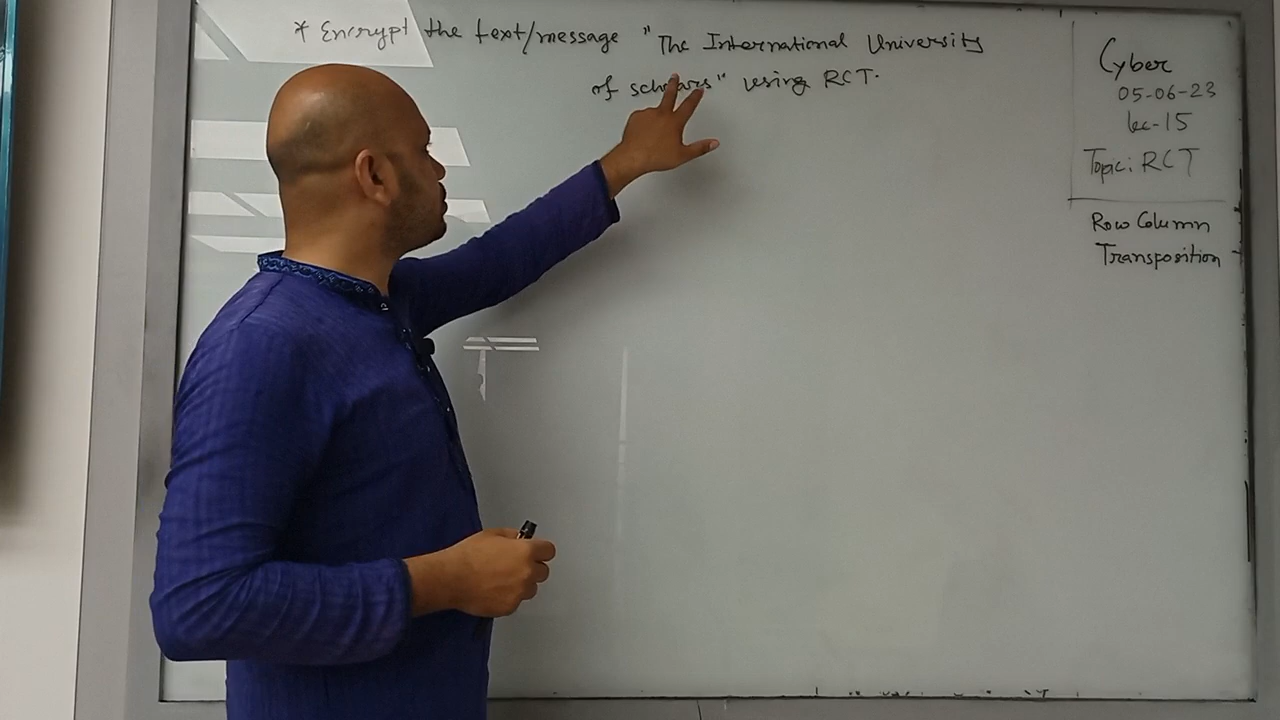 * Encrypt the text/message "The International University
of scholars" using RCT.
Cyber
05-06-23
Lec-15
Topic: RCT
Row Column
Transposition